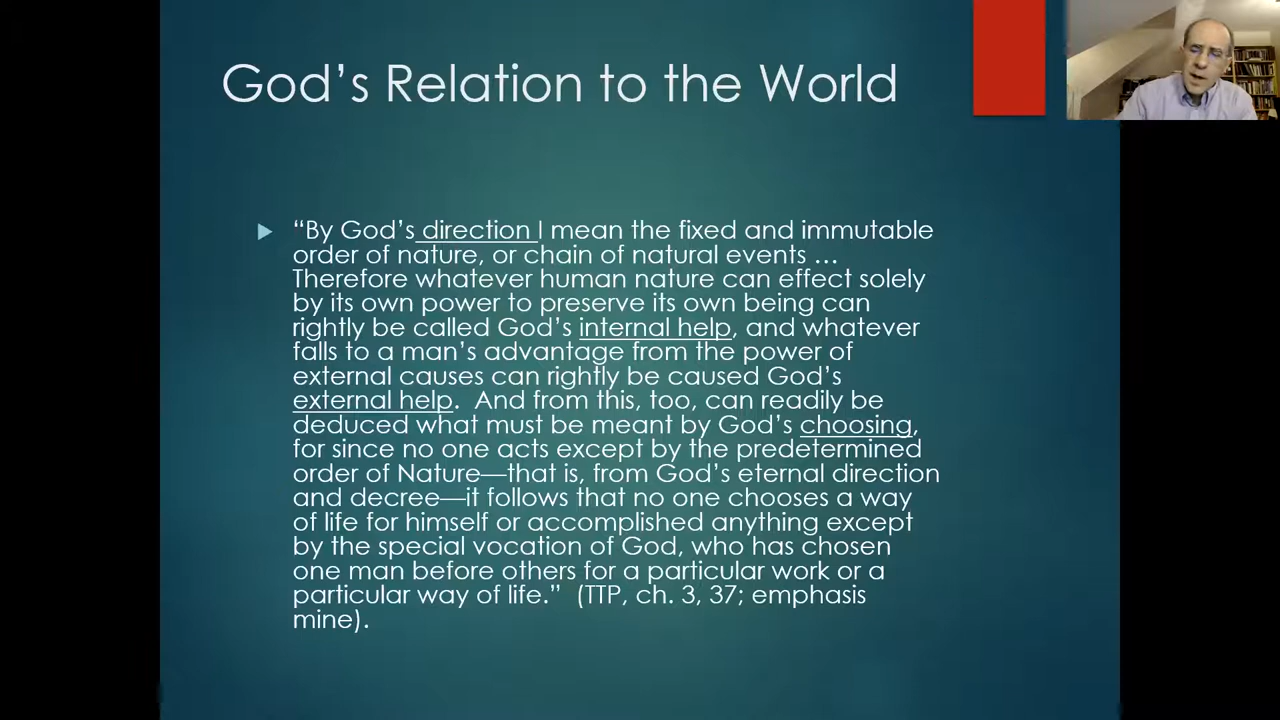 God's Relation to the World
"By God's direction I mean the fixed and immutable
order of nature, or chain of natural events …
Therefore whatever human nature can effect solely
by its own power to preserve its own being can
rightly be called God's internal help, and whatever
falls to a man's advantage from the power of
external causes can rightly be caused God's
external help.  And from this, too, can readily be
deduced what must be meant by God's choosing,
for since no one acts except by the predetermined
order of Nature—that is, from God's eternal direction
and decree—it follows that no one chooses a way
of life for himself or accomplished anything except
by the special vocation of God, who has chosen
one man before others for a particular work or a
particular way of life."  (TTP, ch. 3, 37; emphasis
mine).